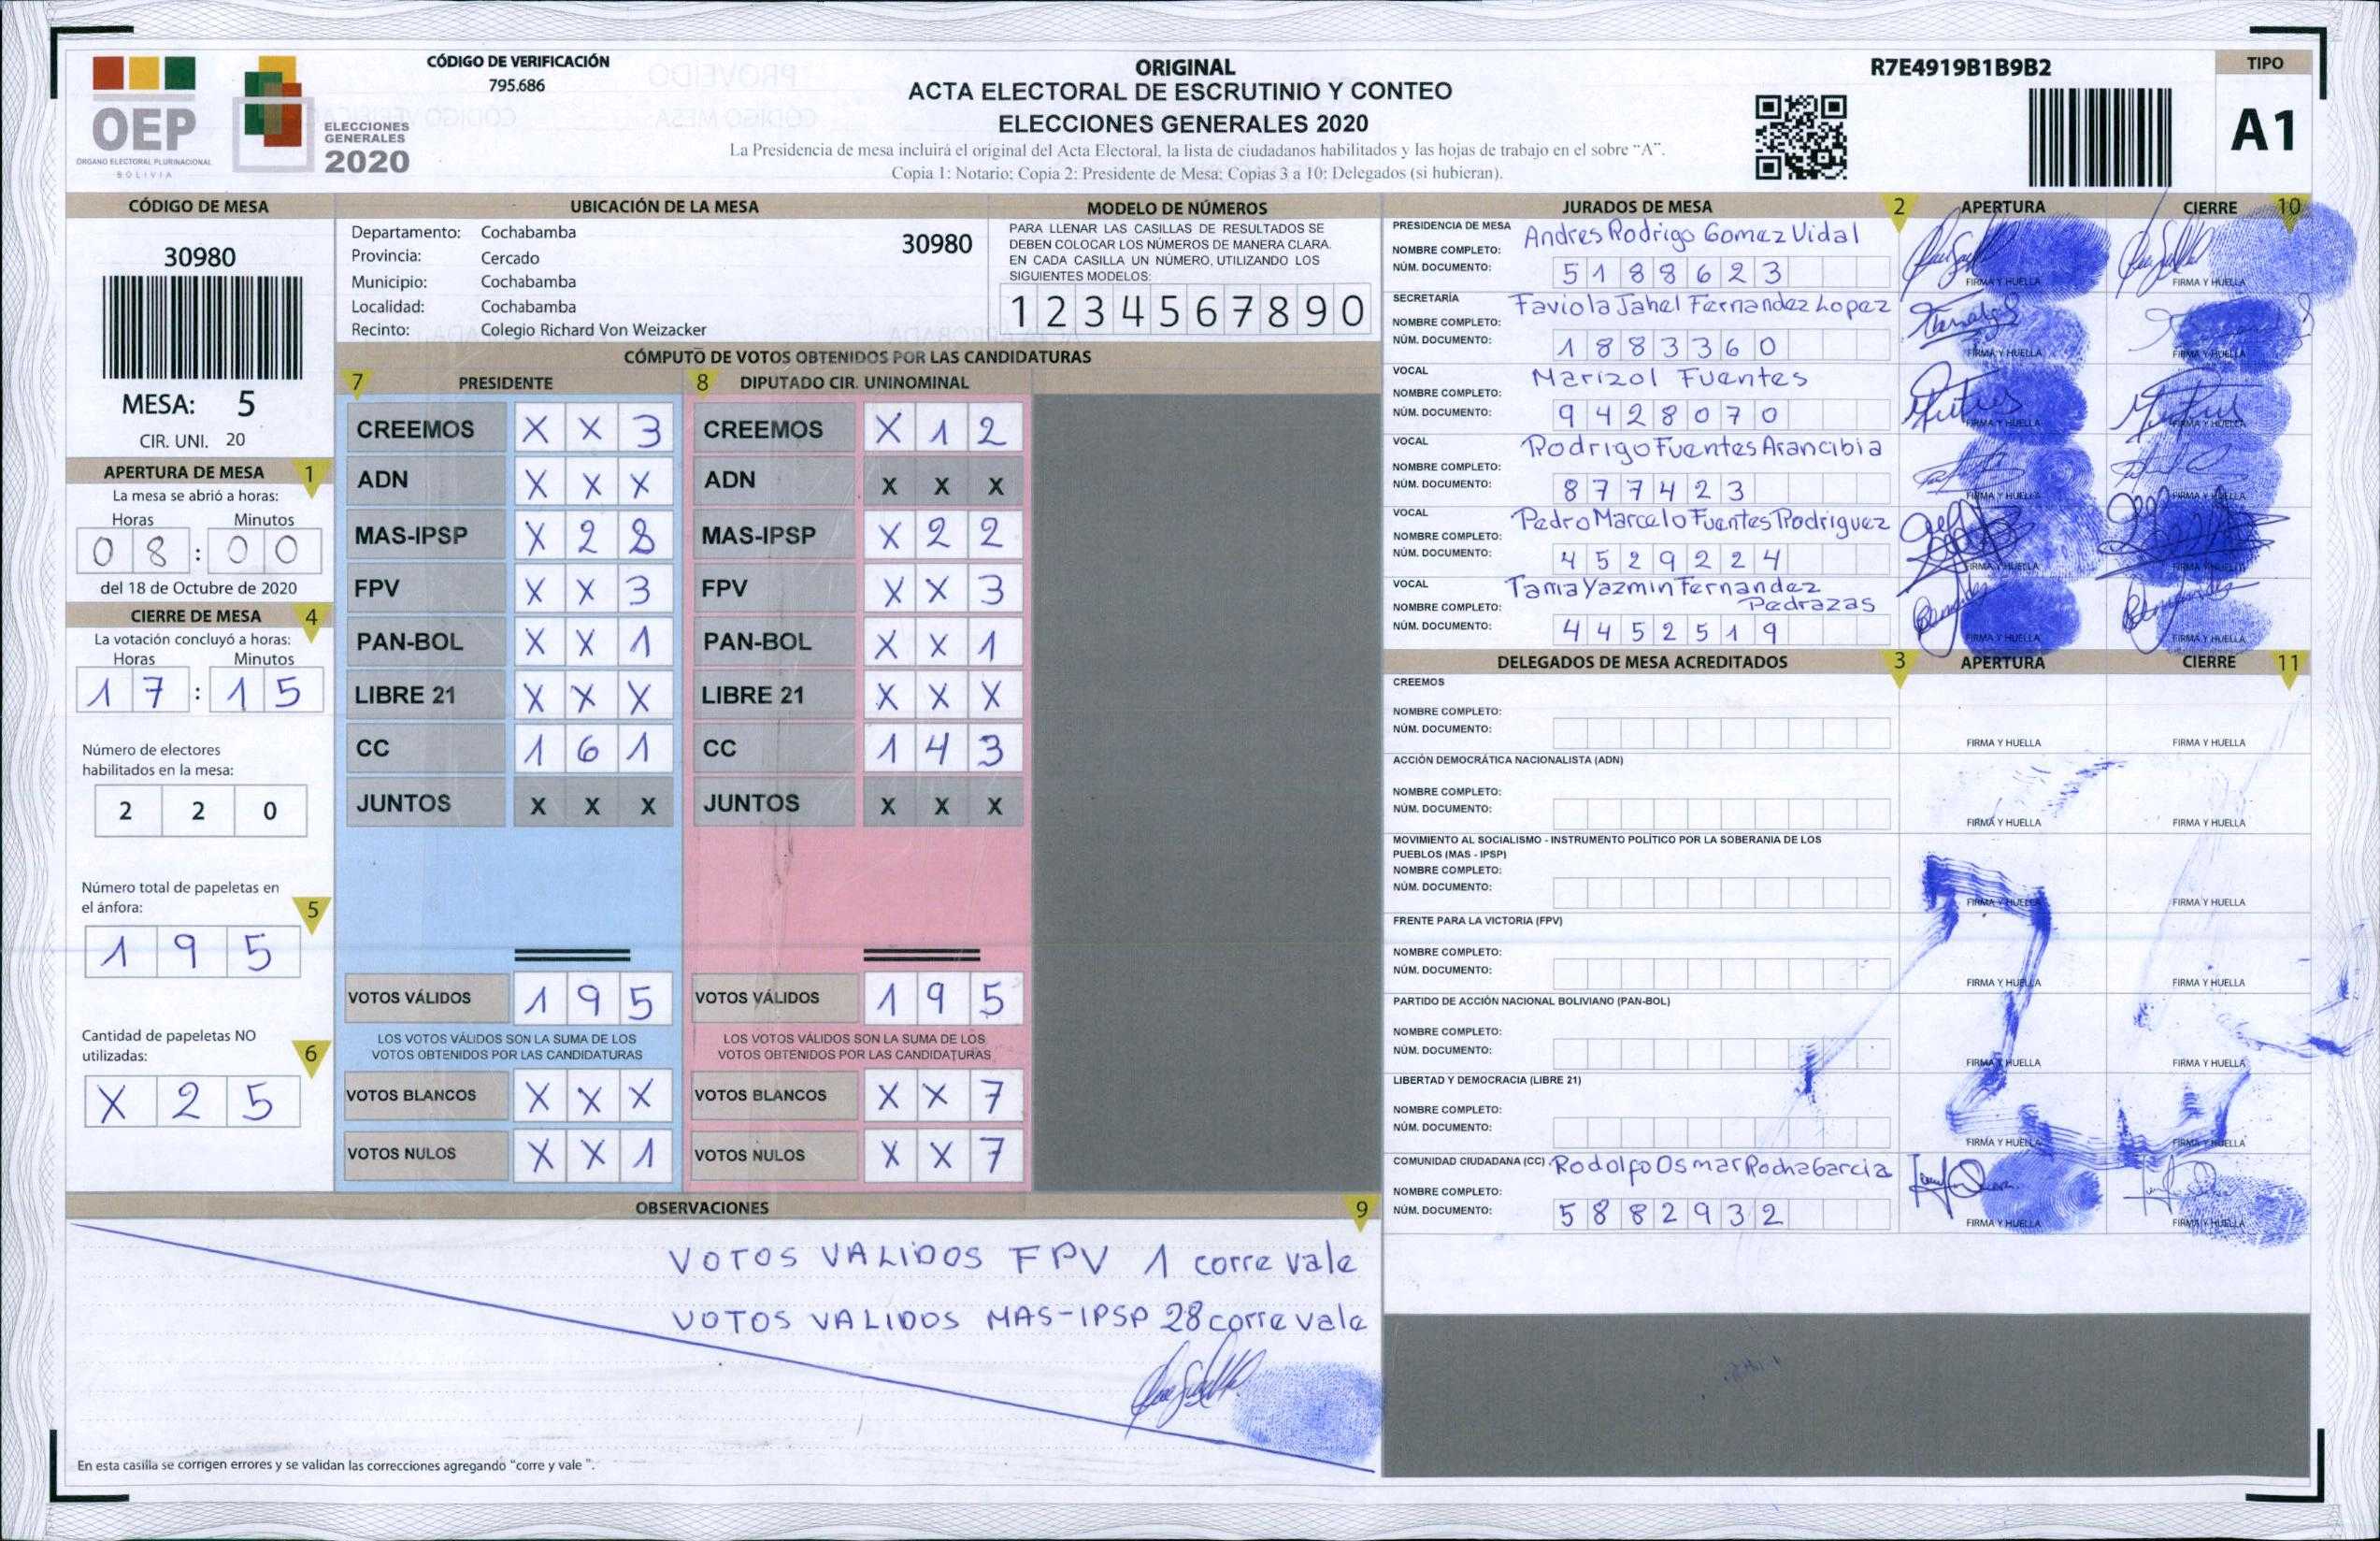 CÓDIGO DE VERIFICACIÓN
795.686
ORIGINAL
ACTA ELECTORAL DE ESCRUTINIO Y CONTEO
ELECCIONES GENERALES 2020
La Presidencia de mesa incluirá el original del Acta Electoral, la lista de ciudadanos habilitados y las hojas de trabajo en el sobre "A".
Copia 1: Notario; Copia 2: Presidente de Mesa; Copias 3 a 10: Delegados (si hubieran).
R7E4919B1B9B2
TIPO
A1
OEP
ÓRGANO ELECTORAL PLURINACIONAL
BOLIVIA
ELECCIONES
GENERALES
2020
CÓDIGO DE MESA
30980
MESA: 5
CIR. UNI. 20
APERTURA DE MESA 1
La mesa se abrió a horas:
Horas Minutos
0 8 : 0 0
del 18 de Octubre de 2020
CIERRE DE MESA 4
La votación concluyó a horas:
Horas Minutos
1 7 : 1 5
Número de electores
habilitados en la mesa:
2 2 0
Número total de papeletas en
el ánfora: 5
1 9 5
Cantidad de papeletas NO
utilizadas: 6
X 2 5
UBICACIÓN DE LA MESA
Departamento: Cochabamba 30980
Provincia: Cercado
Municipio: Cochabamba
Localidad: Cochabamba
Recinto: Colegio Richard Von Weizacker
MODELO DE NÚMEROS
PARA LLENAR LAS CASILLAS DE RESULTADOS SE
DEBEN COLOCAR LOS NÚMEROS DE MANERA CLARA.
EN CADA CASILLA UN NÚMERO, UTILIZANDO LOS
SIGUIENTES MODELOS:
1 2 3 4 5 6 7 8 9 0
CÓMPUTO DE VOTOS OBTENIDOS POR LAS CANDIDATURAS
7 PRESIDENTE
CREEMOS X X 3
ADN X X X
MAS-IPSP X 2 8
FPV X X 3
PAN-BOL X X 1
LIBRE 21 X X X
CC 1 6 1
JUNTOS X X X
VOTOS VÁLIDOS 1 9 5
LOS VOTOS VÁLIDOS SON LA SUMA DE LOS
VOTOS OBTENIDOS POR LAS CANDIDATURAS
VOTOS BLANCOS X X X
VOTOS NULOS X X 1
8 DIPUTADO CIR. UNINOMINAL
CREEMOS X 1 2
ADN X X X
MAS-IPSP X 2 2
FPV X X 3
PAN-BOL X X 1
LIBRE 21 X X X
CC 1 4 3
JUNTOS X X X
VOTOS VÁLIDOS 1 9 5
LOS VOTOS VÁLIDOS SON LA SUMA DE LOS
VOTOS OBTENIDOS POR LAS CANDIDATURAS
VOTOS BLANCOS X X 7
VOTOS NULOS X X 7
OBSERVACIONES 9
VOTOS VALIDOS FPV 1 corre vale
VOTOS VALIDOS MAS-IPSP 28 corre vale
En esta casilla se corrigen errores y se validan las correcciones agregando "corre y vale ".
JURADOS DE MESA 2 APERTURA CIERRE 10
PRESIDENCIA DE MESA
NOMBRE COMPLETO: Andres Rodrigo Gomez Vidal
NÚM. DOCUMENTO: 5 1 8 8 6 2 3
FIRMA Y HUELLA FIRMA Y HUELLA
SECRETARÍA
NOMBRE COMPLETO: Faviola Jahel Fernandez Lopez
NÚM. DOCUMENTO: 1 8 8 3 3 6 0
FIRMA Y HUELLA FIRMA Y HUELLA
VOCAL
NOMBRE COMPLETO: Marizol Fuentes
NÚM. DOCUMENTO: 9 4 2 8 0 7 0
FIRMA Y HUELLA FIRMA Y HUELLA
VOCAL
NOMBRE COMPLETO: Rodrigo Fuentes Arancibia
NÚM. DOCUMENTO: 8 7 7 4 2 3
FIRMA Y HUELLA FIRMA Y HUELLA
VOCAL
NOMBRE COMPLETO: Pedro Marcelo Fuentes Rodriguez
NÚM. DOCUMENTO: 4 5 2 9 2 2 4
FIRMA Y HUELLA FIRMA Y HUELLA
VOCAL
NOMBRE COMPLETO: Tania Yazmin Fernandez
Pedrazas
NÚM. DOCUMENTO: 4 4 5 2 5 1 9
FIRMA Y HUELLA FIRMA Y HUELLA
DELEGADOS DE MESA ACREDITADOS 3 APERTURA CIERRE 11
CREEMOS
NOMBRE COMPLETO:
NÚM. DOCUMENTO:
FIRMA Y HUELLA FIRMA Y HUELLA
ACCIÓN DEMOCRÁTICA NACIONALISTA (ADN)
NOMBRE COMPLETO:
NÚM. DOCUMENTO:
FIRMA Y HUELLA FIRMA Y HUELLA
MOVIMIENTO AL SOCIALISMO - INSTRUMENTO POLÍTICO POR LA SOBERANIA DE LOS
PUEBLOS (MAS - IPSP)
NOMBRE COMPLETO:
NÚM. DOCUMENTO:
FIRMA Y HUELLA FIRMA Y HUELLA
FRENTE PARA LA VICTORIA (FPV)
NOMBRE COMPLETO:
NÚM. DOCUMENTO:
FIRMA Y HUELLA FIRMA Y HUELLA
PARTIDO DE ACCIÓN NACIONAL BOLIVIANO (PAN-BOL)
NOMBRE COMPLETO:
NÚM. DOCUMENTO:
FIRMA Y HUELLA FIRMA Y HUELLA
LIBERTAD Y DEMOCRACIA (LIBRE 21)
NOMBRE COMPLETO:
NÚM. DOCUMENTO:
FIRMA Y HUELLA FIRMA Y HUELLA
COMUNIDAD CIUDADANA (CC)
NOMBRE COMPLETO: Rodolfo Osmar Rocha Garcia
NÚM. DOCUMENTO: 5 8 8 2 9 3 2
FIRMA Y HUELLA FIRMA Y HUELLA